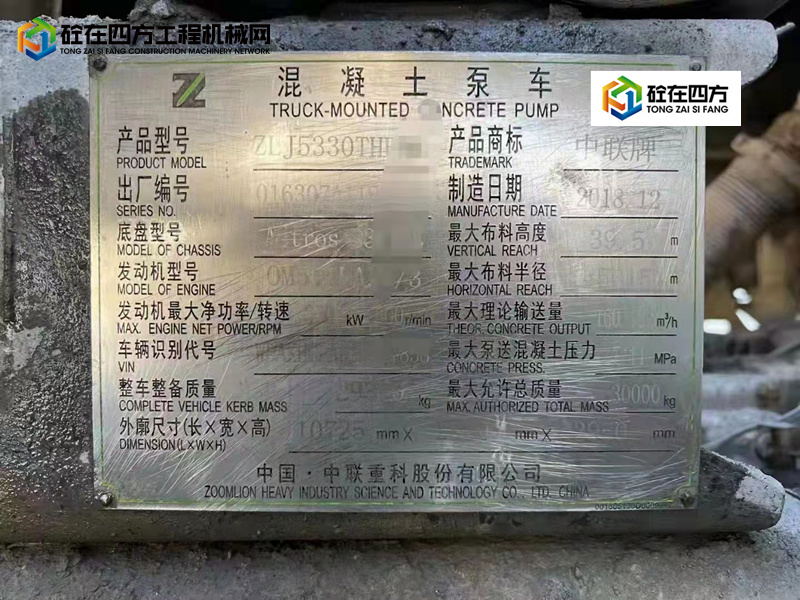 砼在四方工程机械网
TONG ZAI SI FANG CONSTRUCTION MACHINERY NETWORK
砼在四方
TONG ZAI SI FANG
混凝土泵车
TRUCK-MOUNTED CONCRETE PUMP
产品型号 ZLJ5330TH
PRODUCT MODEL
产品商标 中联牌
TRADEMARK
出厂编号
SERIES NO.
制造日期 2018.12
MANUFACTURE DATE
底盘型号
MODEL OF CHASSIS
最大布料高度 m
VERTICAL REACH
发动机型号
MODEL OF ENGINE
最大布料半径 m
HORIZONTAL REACH
发动机最大净功率/转速 kW r/min
MAX. ENGINE NET POWER/RPM
最大理论输送量 m³/h
THEOR. CONCRETE OUTPUT
车辆识别代号
VIN
最大泵送混凝土压力 MPa
CONCRETE PRESS.
整车整备质量 kg
COMPLETE VEHICLE KERB MASS
最大允许总质量 30000 kg
MAX. AUTHORIZED TOTAL MASS
外廓尺寸(长×宽×高) 10725 mm× mm× mm
DIMENSION(L×W×H)
中国·中联重科股份有限公司
ZOOMLION HEAVY INDUSTRY SCIENCE AND TECHNOLOGY CO., LTD. CHINA